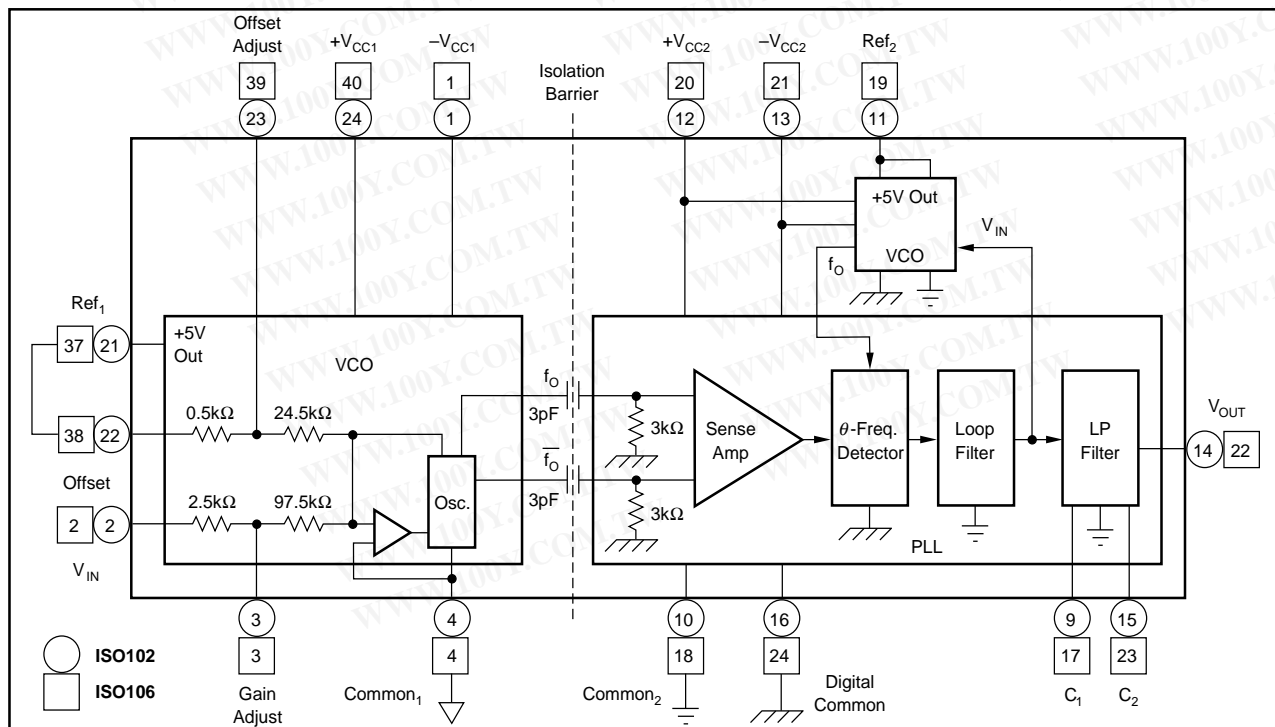 Offset
Adjust
+VCC1
–VCC1
Isolation
Barrier
+VCC2
–VCC2
Ref2
39
40
1
20
21
19
23
24
1
12
13
11
+5V Out
VIN
VCO
fO
Ref1
37
21
+5V
Out
VCO
fO
3pF
0.5kΩ
24.5kΩ
38
22
Offset
3kΩ
Sense
Amp
θ-Freq.
Detector
Loop
Filter
LP
Filter
VOUT
14
22
fO
3pF
2.5kΩ
97.5kΩ
Osc.
2
2
VIN
3kΩ
PLL
3
4
10
16
9
15
3
4
18
24
17
23
ISO102
ISO106
Gain
Adjust
Common1
Common2
Digital
Common
C1
C2
WWW.100Y.COM.TW